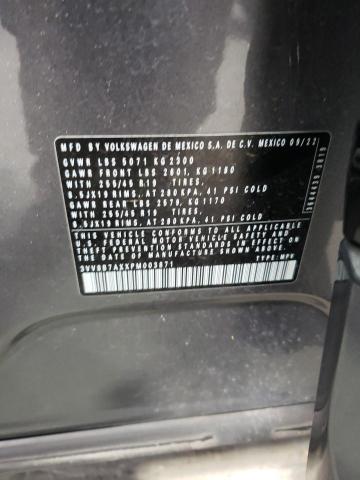 MFD BY VOLKSWAGEN DE MEXICO S.A. DE C.V. MEXICO 09/22
GVWR LBS 5071 KG 2300
GAWR FRONT LBS 2601, KG 1180
WITH 255/45 R19 TIRES,
8.5JX19 RIMS, AT 280 KPA, 41 PSI COLD
GAWR REAR LBS 2579, KG 1170
WITH 255/45 R19 TIRES,
8.5JX19 RIMS, AT 280 KPA, 41 PSI COLD
THIS VEHICLE CONFORMS TO ALL APPLICABLE
U.S. FEDERAL MOTOR VEHICLE SAFETY AND
THEFT PREVENTION STANDARDS IN EFFECT ON THE
DATE OF MANUFACTURE SHOWN ABOVE.
TYPE: MPV